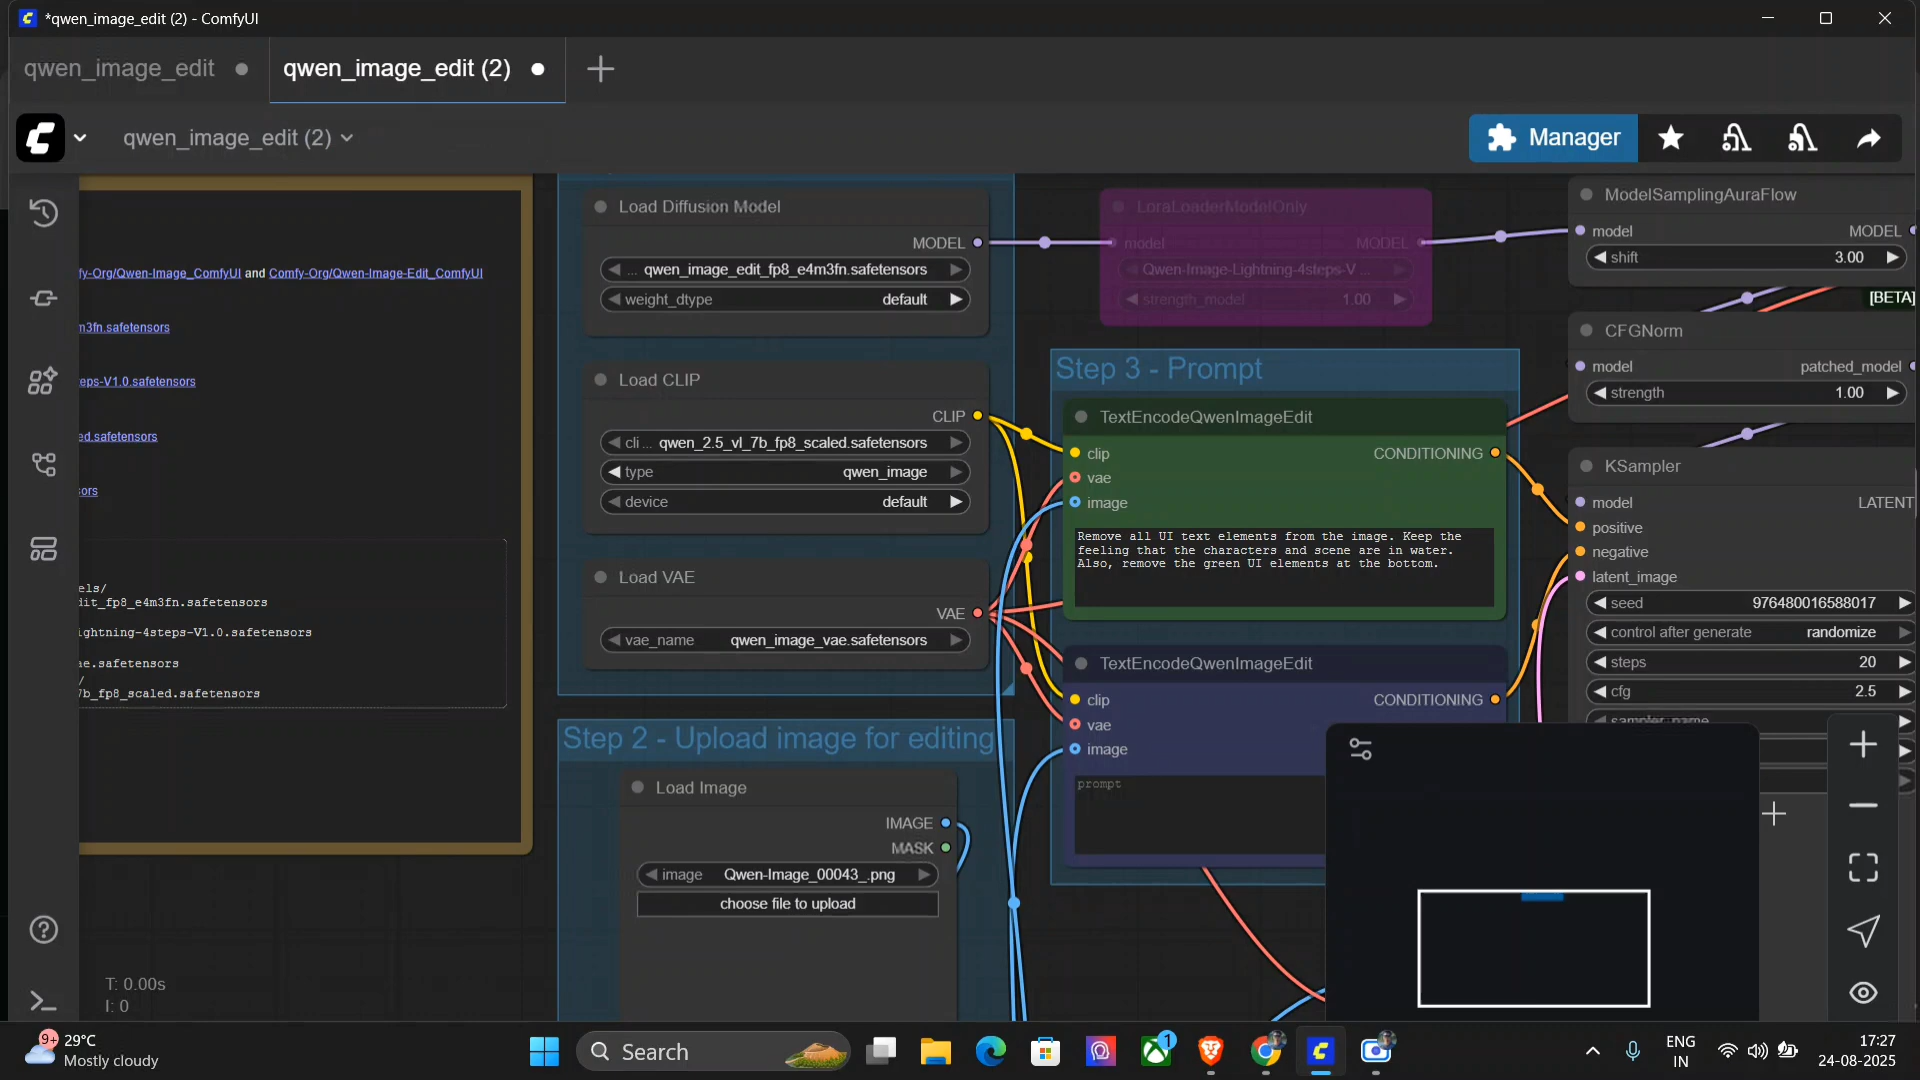 *qwen_image_edit (2) - ComfyUI
qwen_image_edit
qwen_image_edit (2)
qwen_image_edit (2)
Manager
fy-Org/Qwen-Image_ComfyUI and Comfy-Org/Qwen-Image-Edit_ComfyUI
m3fn.safetensors
eps-V1.0.safetensors
ed.safetensors
sors
els/
dit_fp8_e4m3fn.safetensors
ightning-4steps-V1.0.safetensors
ae.safetensors
/
7b_fp8_scaled.safetensors
T: 0.00s
I: 0
Load Diffusion Model
MODEL
... qwen_image_edit_fp8_e4m3fn.safetensors
weight_dtype default
Load CLIP
CLIP
cli ... qwen_2.5_vl_7b_fp8_scaled.safetensors
type qwen_image
device default
Load VAE
VAE
vae_name qwen_image_vae.safetensors
Step 2 - Upload image for editing
Load Image
IMAGE
MASK
image Qwen-Image_00043_.png
choose file to upload
LoraLoaderModelOnly
model MODEL
Qwen-Image-Lightning-4steps-V ...
strength_model 1.00
Step 3 - Prompt
TextEncodeQwenImageEdit
clip CONDITIONING
vae
image
Remove all UI text elements from the image. Keep the
feeling that the characters and scene are in water.
Also, remove the green UI elements at the bottom.
TextEncodeQwenImageEdit
clip CONDITIONING
vae
image
prompt
ModelSamplingAuraFlow
model MODEL
shift 3.00
[BETA]
CFGNorm
model patched_model
strength 1.00
KSampler
model LATENT
positive
negative
latent_image
seed 976480016588017
control after generate randomize
steps 20
cfg 2.5
sampler_name
9+
29°C
Mostly cloudy
Search
1
ENG
IN
17:27
24-08-2025